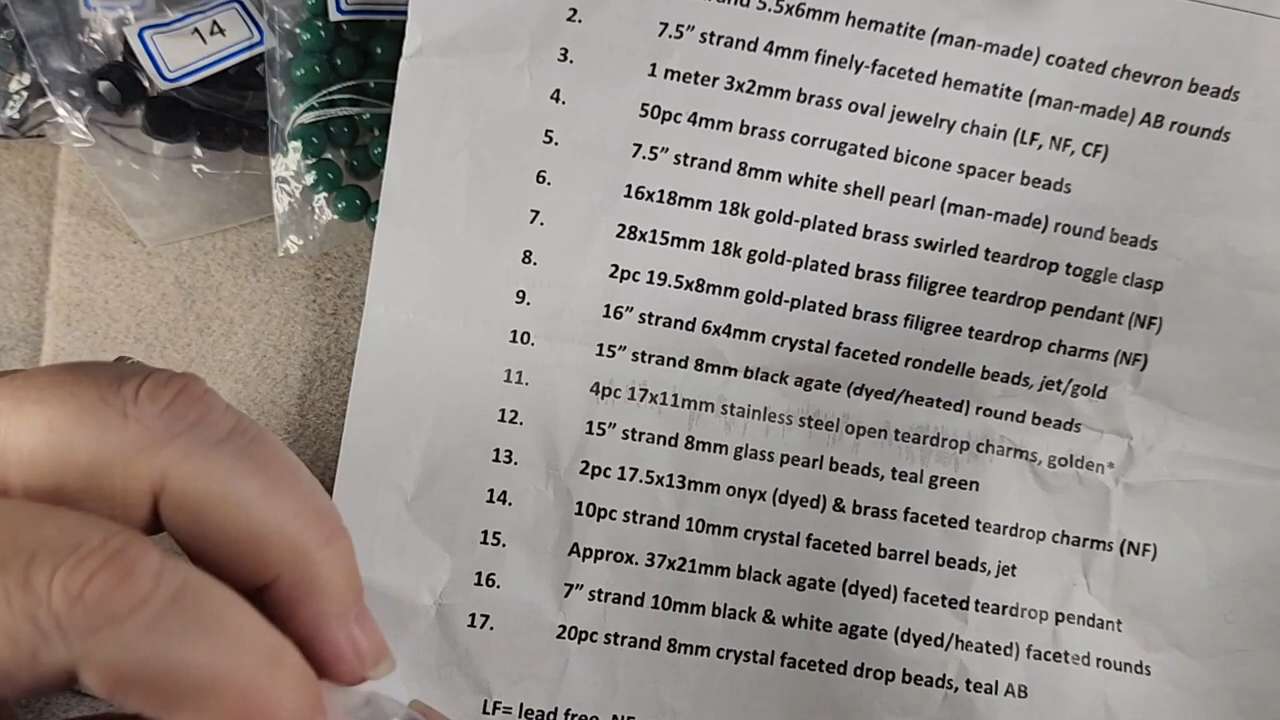 14
5.5x6mm hematite (man-made) coated chevron beads
2. 7.5” strand 4mm finely-faceted hematite (man-made) AB rounds
3. 1 meter 3x2mm brass oval jewelry chain (LF, NF, CF)
4. 50pc 4mm brass corrugated bicone spacer beads
5. 7.5” strand 8mm white shell pearl (man-made) round beads
6. 16x18mm 18k gold-plated brass swirled teardrop toggle clasp
7. 28x15mm 18k gold-plated brass filigree teardrop pendant (NF)
8. 2pc 19.5x8mm gold-plated brass filigree teardrop charms (NF)
9. 16” strand 6x4mm crystal faceted rondelle beads, jet/gold
10. 15” strand 8mm black agate (dyed/heated) round beads
11. 4pc 17x11mm stainless steel open teardrop charms, golden*
12. 15” strand 8mm glass pearl beads, teal green
13. 2pc 17.5x13mm onyx (dyed) & brass faceted teardrop charms (NF)
14. 10pc strand 10mm crystal faceted barrel beads, jet
15. Approx. 37x21mm black agate (dyed) faceted teardrop pendant
16. 7” strand 10mm black & white agate (dyed/heated) faceted rounds
17. 20pc strand 8mm crystal faceted drop beads, teal AB
LF= lead free, NF